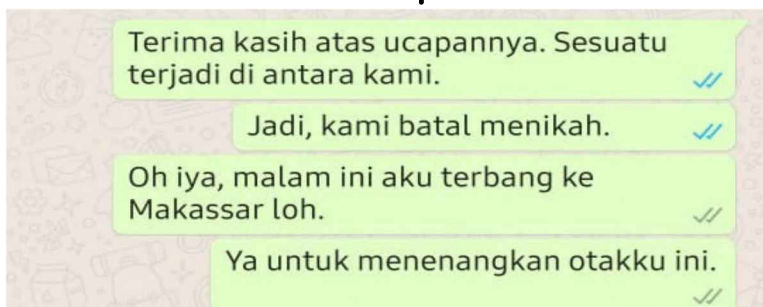 Terima kasih atas ucapannya. Sesuatu
terjadi di antara kami.
Jadi, kami batal menikah.
Oh iya, malam ini aku terbang ke
Makassar loh.
Ya untuk menenangkan otakku ini.